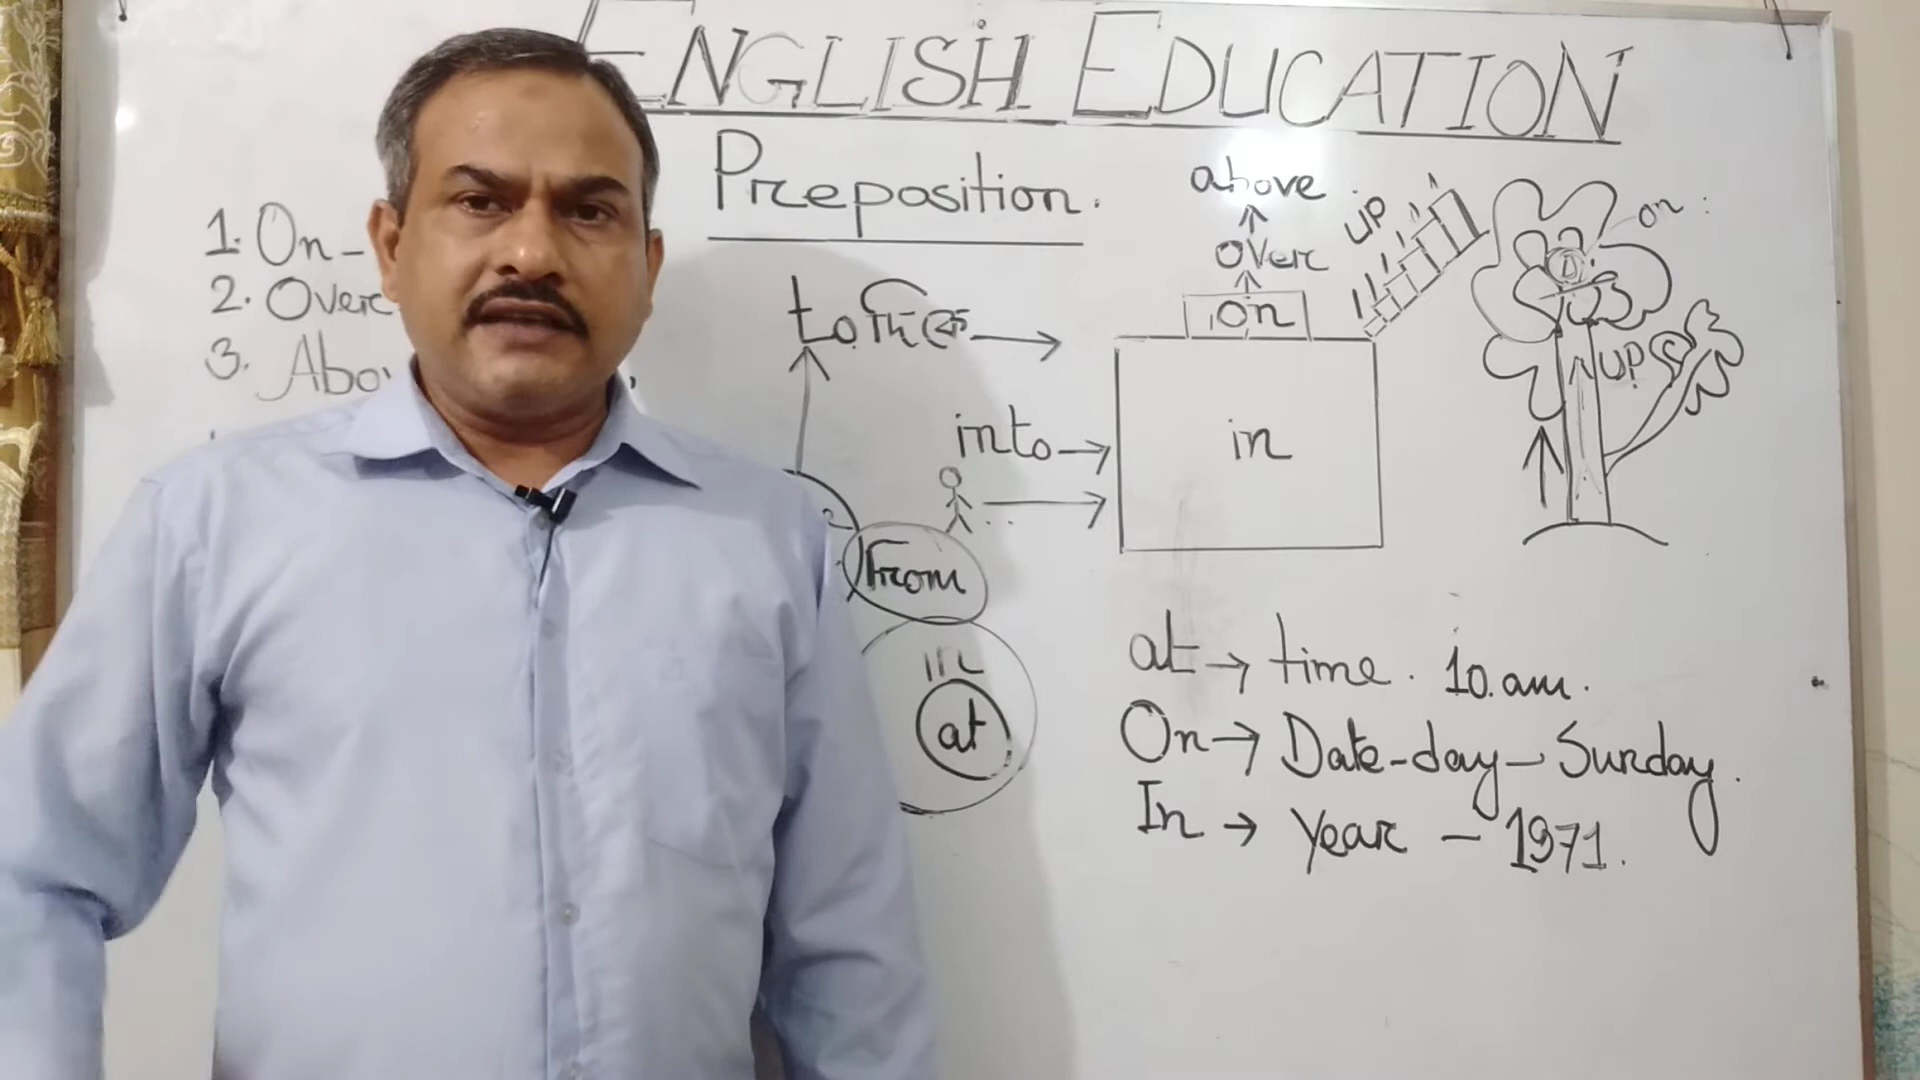 ENGLISH EDUCATION
Preposition.
1. On -
2. Over
3. Abo
to দিকে
into
From
in
at
above
over
on
in
UP
on
UP
at → time. 10.am.
On → Date-day - Sunday.
In → Year - 1971.